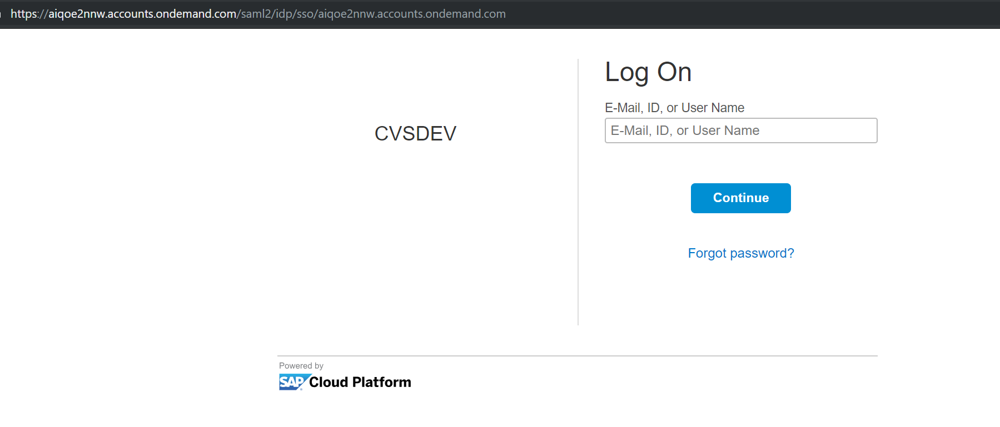 https://aiqoe2nnw.accounts.ondemand.com/saml2/idp/sso/aiqoe2nnw.accounts.ondemand.com
CVSDEV
Log On
E-Mail, ID, or User Name
E-Mail, ID, or User Name
Continue
Forgot password?
Powered by
SAP Cloud Platform